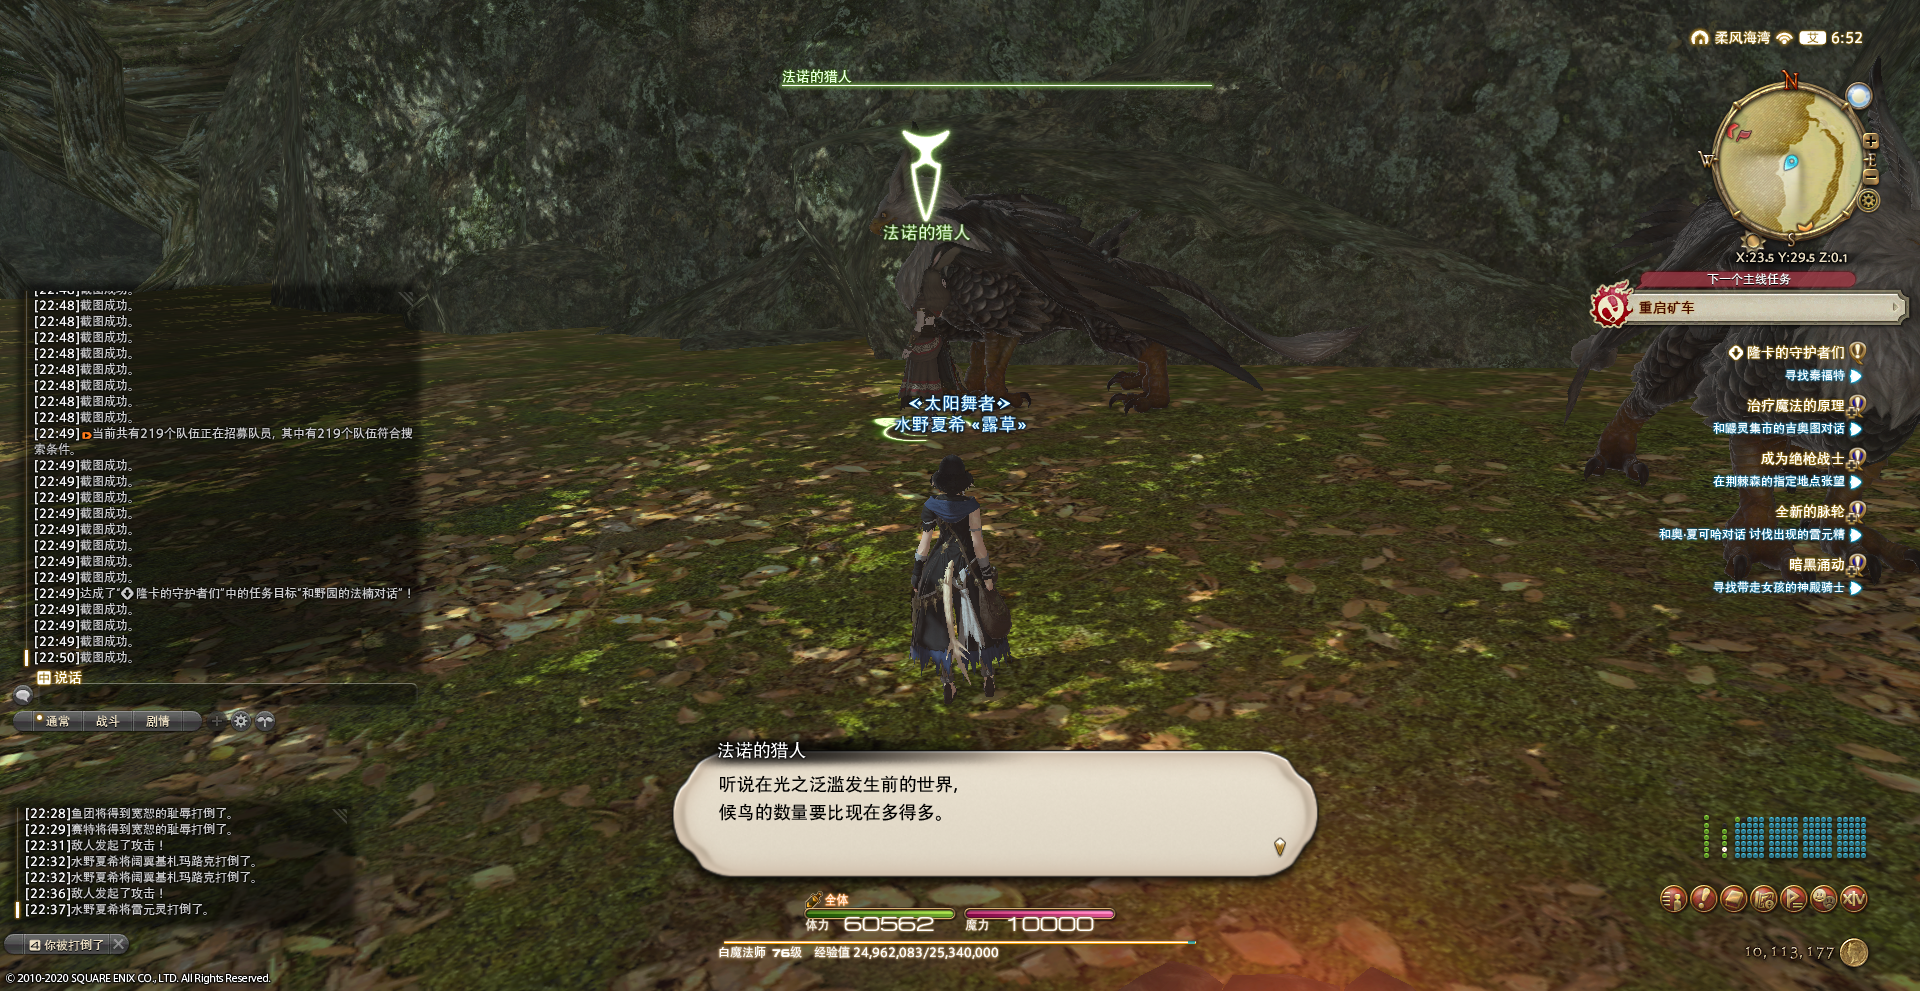 柔风海湾 艾 6:52
法诺的猎人
N
法诺的猎人
W
E
S
X:23.5 Y:29.5 Z:0.1
下一个主线任务
重启矿车
隆卡的守护者们
寻找秦福特
治疗魔法的原理
和鼹灵集市的吉奥图对话
成为绝枪战士
在荆棘森的指定地点张望
全新的脉轮
和奥·夏可哈对话 讨伐出现的雷元精
暗黑涌动
寻找带走女孩的神殿骑士
太阳舞者
水野夏希 «露草»
[22:48]截图成功。
[22:48]截图成功。
[22:48]截图成功。
[22:48]截图成功。
[22:48]截图成功。
[22:48]截图成功。
[22:48]截图成功。
[22:48]截图成功。
[22:48]截图成功。
[22:49]当前共有219个队伍正在招募队员，其中有219个队伍符合搜
索条件。
[22:49]截图成功。
[22:49]截图成功。
[22:49]截图成功。
[22:49]截图成功。
[22:49]截图成功。
[22:49]截图成功。
[22:49]截图成功。
[22:49]截图成功。
[22:49]达成了“隆卡的守护者们”中的任务目标“和野园的法楠对话”！
[22:49]截图成功。
[22:49]截图成功。
[22:49]截图成功。
[22:50]截图成功。
说话
通常 战斗 剧情
法诺的猎人
听说在光之泛滥发生前的世界，
候鸟的数量要比现在多得多。
[22:28]鱼团将得到宽恕的耻辱打倒了。
[22:29]赛特将得到宽恕的耻辱打倒了。
[22:31]敌人发起了攻击！
[22:32]水野夏希将阔翼基札玛路克打倒了。
[22:32]水野夏希将阔翼基札玛路克打倒了。
[22:36]敌人发起了攻击！
[22:37]水野夏希将雷元灵打倒了。
4 你被打倒了
全体
体力 60562 魔力 10000
白魔法师 76级 经验值 24,962,083/25,340,000
XIV
10,113,177
© 2010-2020 SQUARE ENIX CO., LTD. All Rights Reserved.